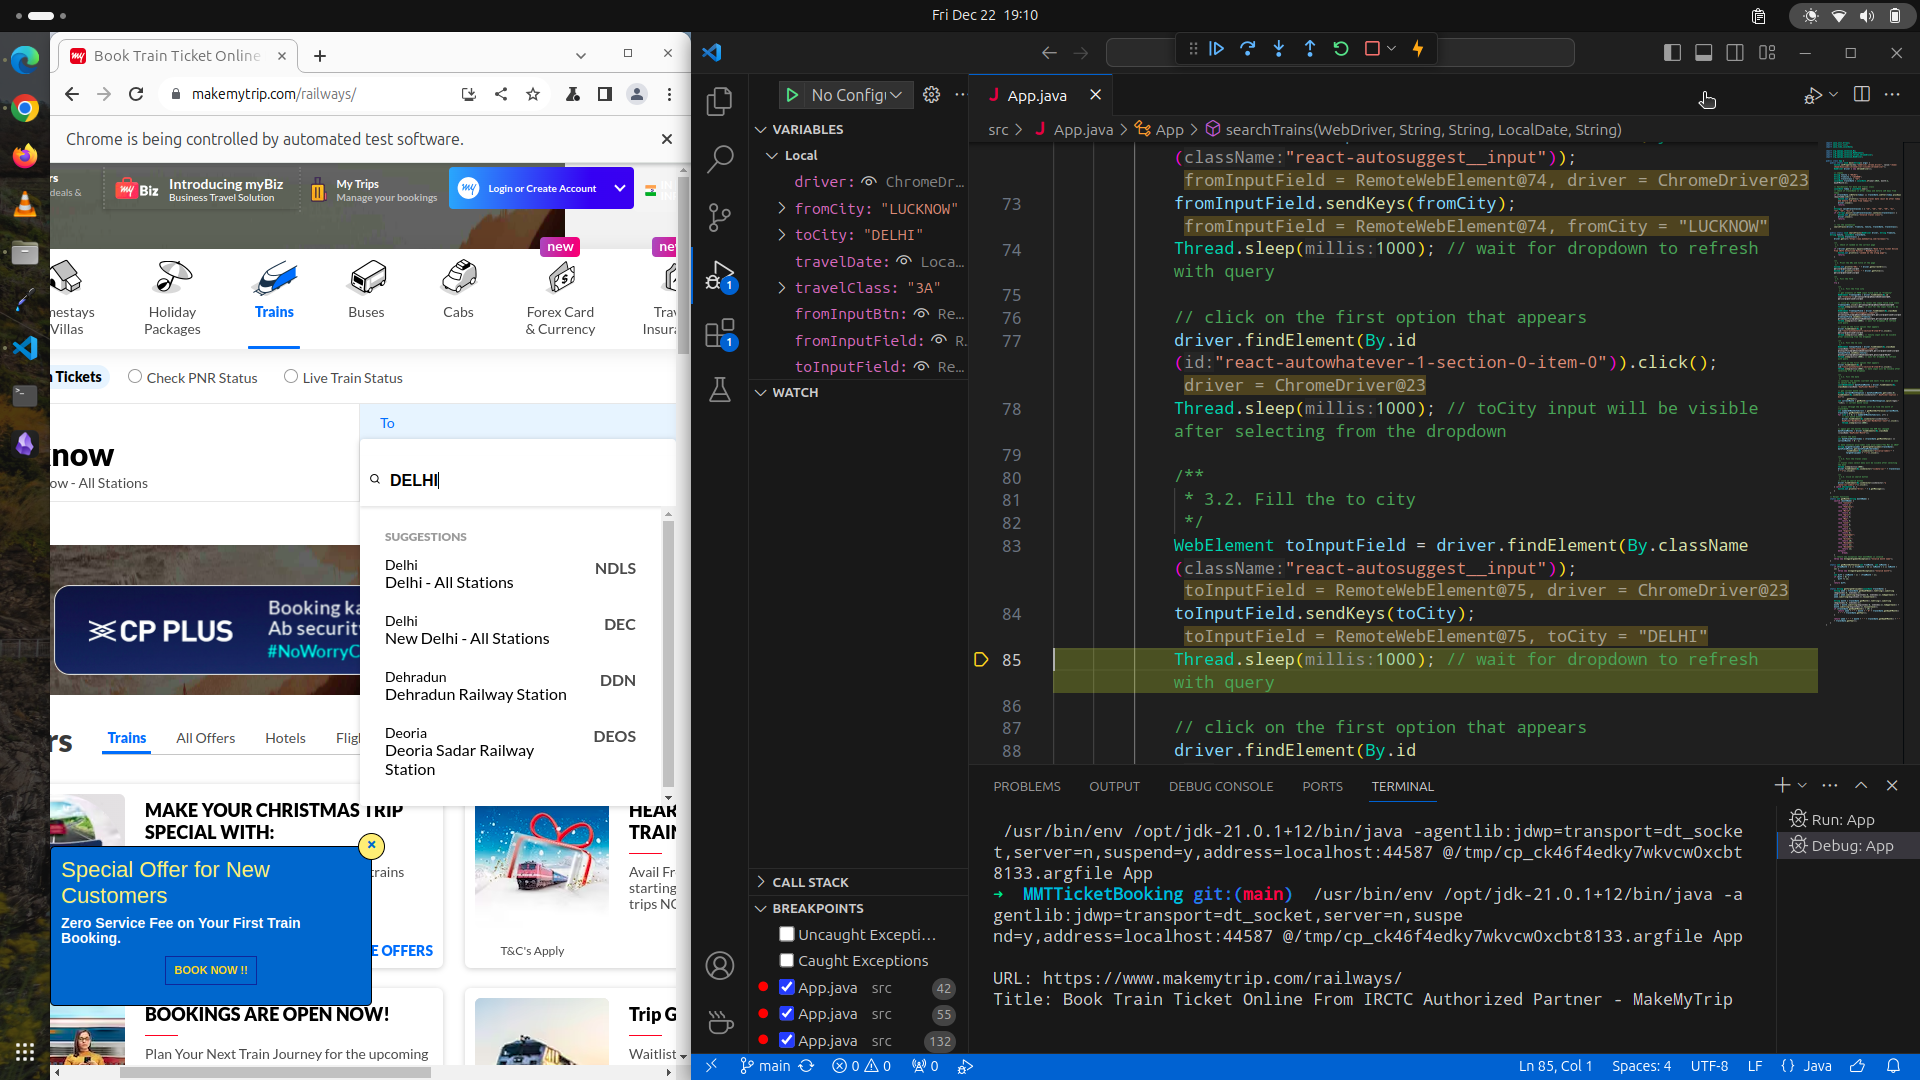 Fri Dec 22 19:10
my Book Train Ticket Online
makemytrip.com/railways/
Chrome is being controlled by automated test software.
rs
deals &
my Biz
Introducing myBiz
Business Travel Solution
My Trips
Manage your bookings
my Login or Create Account
new
mestays
Villas
Holiday
Packages
Trains
Buses
Cabs
Forex Card
& Currency
Trav
Insura
n Tickets
Check PNR Status
Live Train Status
To
know
ow - All Stations
DELHI
SUGGESTIONS
Delhi
Delhi - All Stations
NDLS
Delhi
New Delhi - All Stations
DEC
Dehradun
Dehradun Railway Station
DDN
Deoria
Deoria Sadar Railway
Station
DEOS
CP PLUS
Booking ka
Ab securit
#NoWorryC
rs
Trains
All Offers
Hotels
Fligh
MAKE YOUR CHRISTMAS TRIP
SPECIAL WITH:
trains
E OFFERS
Special Offer for New
Customers
Zero Service Fee on Your First Train
Booking.
BOOK NOW !!
HEAR
TRAIN
Avail Fr
starting
trips NO
T&C's Apply
BOOKINGS ARE OPEN NOW!
Plan Your Next Train Journey for the upcoming
Trip G
Waitlist
No Config
VARIABLES
Local
driver: ChromeDr...
fromCity: "LUCKNOW"
toCity: "DELHI"
travelDate: Loca...
travelClass: "3A"
fromInputBtn: Re...
fromInputField: R...
toInputField: Re...
WATCH
CALL STACK
BREAKPOINTS
Uncaught Excepti...
Caught Exceptions
App.java src 42
App.java src 55
App.java src 132
J App.java
src > J App.java > App > searchTrains(WebDriver, String, String, LocalDate, String)
(className:"react-autosuggest__input"));
fromInputField = RemoteWebElement@74, driver = ChromeDriver@23
73 fromInputField.sendKeys(fromCity);
fromInputField = RemoteWebElement@74, fromCity = "LUCKNOW"
74 Thread.sleep(millis:1000); // wait for dropdown to refresh
with query
75
76 // click on the first option that appears
77 driver.findElement(By.id
(id:"react-autowhatever-1-section-0-item-0")).click();
driver = ChromeDriver@23
78 Thread.sleep(millis:1000); // toCity input will be visible
after selecting from the dropdown
79
80 /**
81 * 3.2. Fill the to city
82 */
83 WebElement toInputField = driver.findElement(By.className
(className:"react-autosuggest__input"));
toInputField = RemoteWebElement@75, driver = ChromeDriver@23
84 toInputField.sendKeys(toCity);
toInputField = RemoteWebElement@75, toCity = "DELHI"
85 Thread.sleep(millis:1000); // wait for dropdown to refresh
with query
86
87 // click on the first option that appears
88 driver.findElement(By.id
PROBLEMS OUTPUT DEBUG CONSOLE PORTS TERMINAL
/usr/bin/env /opt/jdk-21.0.1+12/bin/java -agentlib:jdwp=transport=dt_socke
t,server=n,suspend=y,address=localhost:44587 @/tmp/cp_ck46f4edky7wkvcw0xcbt
8133.argfile App
➜ MMTTicketBooking git:(main) /usr/bin/env /opt/jdk-21.0.1+12/bin/java -a
gentlib:jdwp=transport=dt_socket,server=n,suspe
nd=y,address=localhost:44587 @/tmp/cp_ck46f4edky7wkvcw0xcbt8133.argfile App
URL: https://www.makemytrip.com/railways/
Title: Book Train Ticket Online From IRCTC Authorized Partner - MakeMyTrip
Run: App
Debug: App
main 0 0 0
Ln 85, Col 1 Spaces: 4 UTF-8 LF {} Java